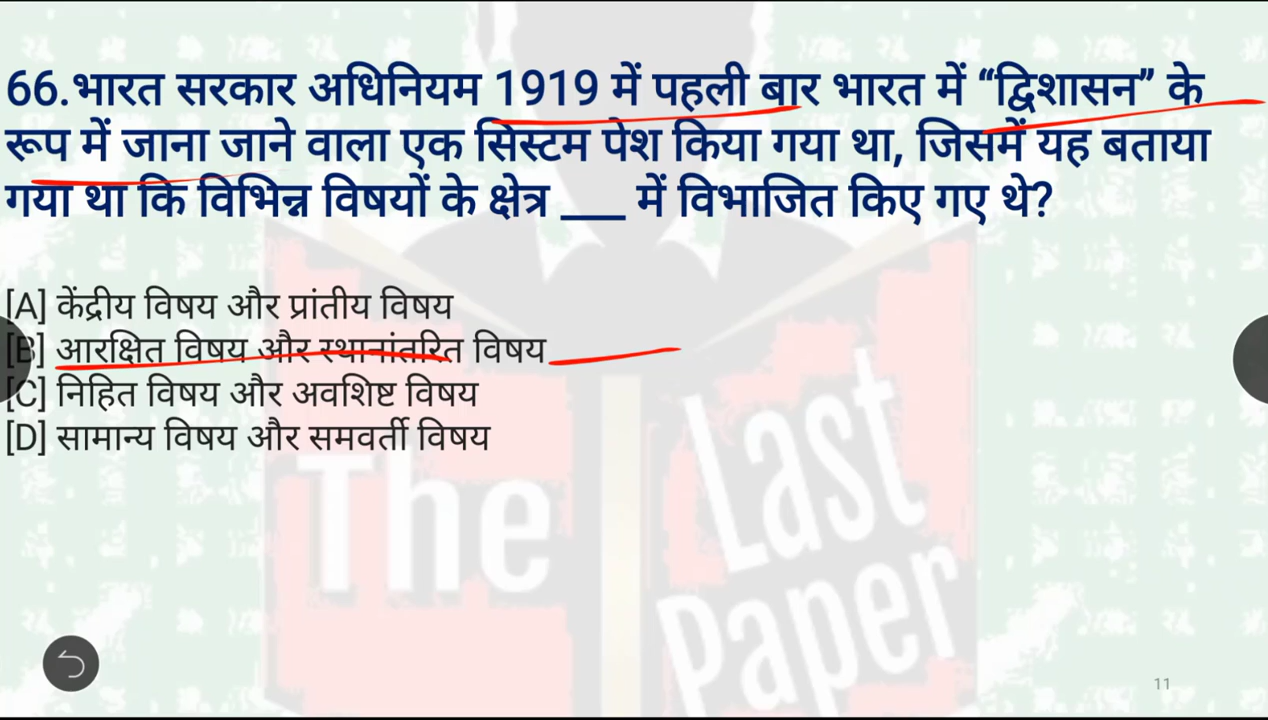 66.भारत सरकार अधिनियम 1919 में पहली बार भारत में “द्विशासन” के
रूप में जाना जाने वाला एक सिस्टम पेश किया गया था, जिसमें यह बताया
गया था कि विभिन्न विषयों के क्षेत्र ___ में विभाजित किए गए थे?
[A] केंद्रीय विषय और प्रांतीय विषय
[B] आरक्षित विषय और स्थानांतरित विषय
[C] निहित विषय और अवशिष्ट विषय
[D] सामान्य विषय और समवर्ती विषय
The Last
Paper
11